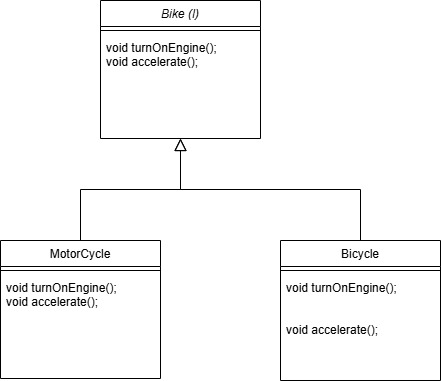 Bike (I)
void turnOnEngine();
void accelerate();
MotorCycle
void turnOnEngine();
void accelerate();
Bicycle
void turnOnEngine();
void accelerate();